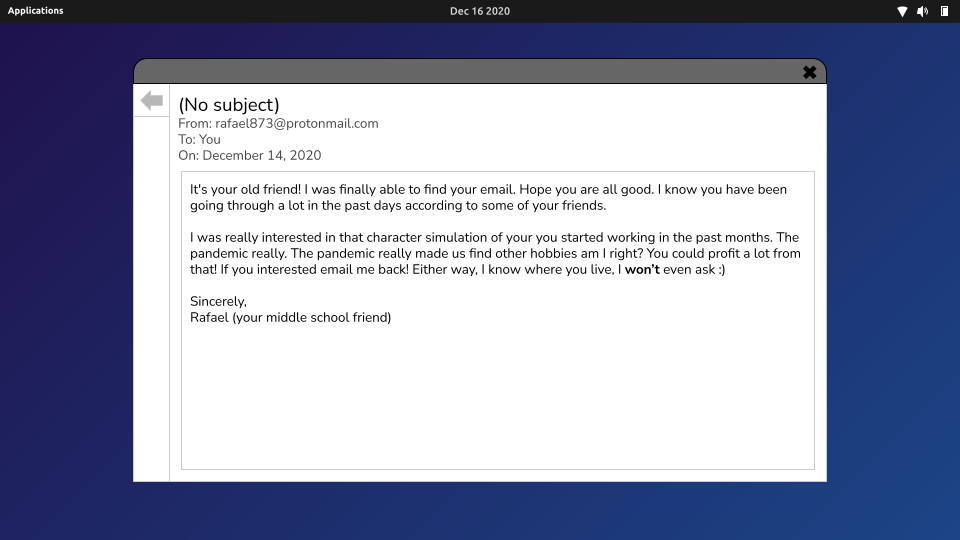 Applications
Dec 16 2020
(No subject)
From: rafael873@protonmail.com
To: You
On: December 14, 2020
It's your old friend! I was finally able to find your email. Hope you are all good. I know you have been
going through a lot in the past days according to some of your friends.
I was really interested in that character simulation of your you started working in the past months. The
pandemic really. The pandemic really made us find other hobbies am I right? You could profit a lot from
that! If you interested email me back! Either way, I know where you live, I won't even ask :)
Sincerely,
Rafael (your middle school friend)